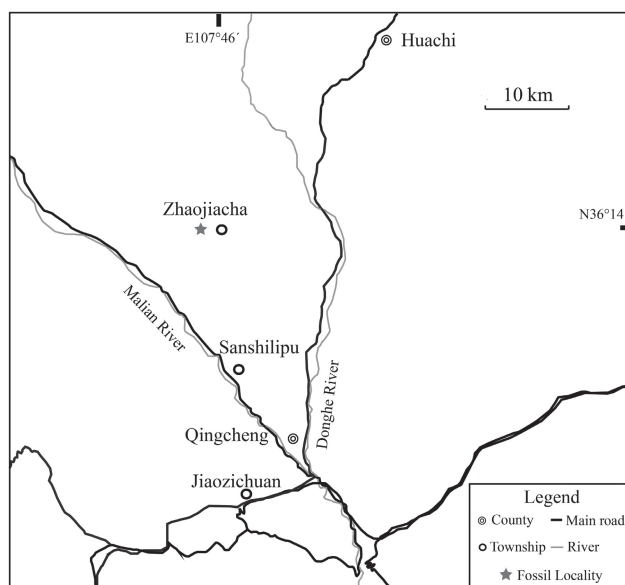 E107°46′
Huachi
10 km
Zhaojiacha
N36°14
Malian River
Sanshilipu
Donghe River
Qingcheng
Jiaozichuan
Legend
County
Main road
Township
River
Fossil Locality